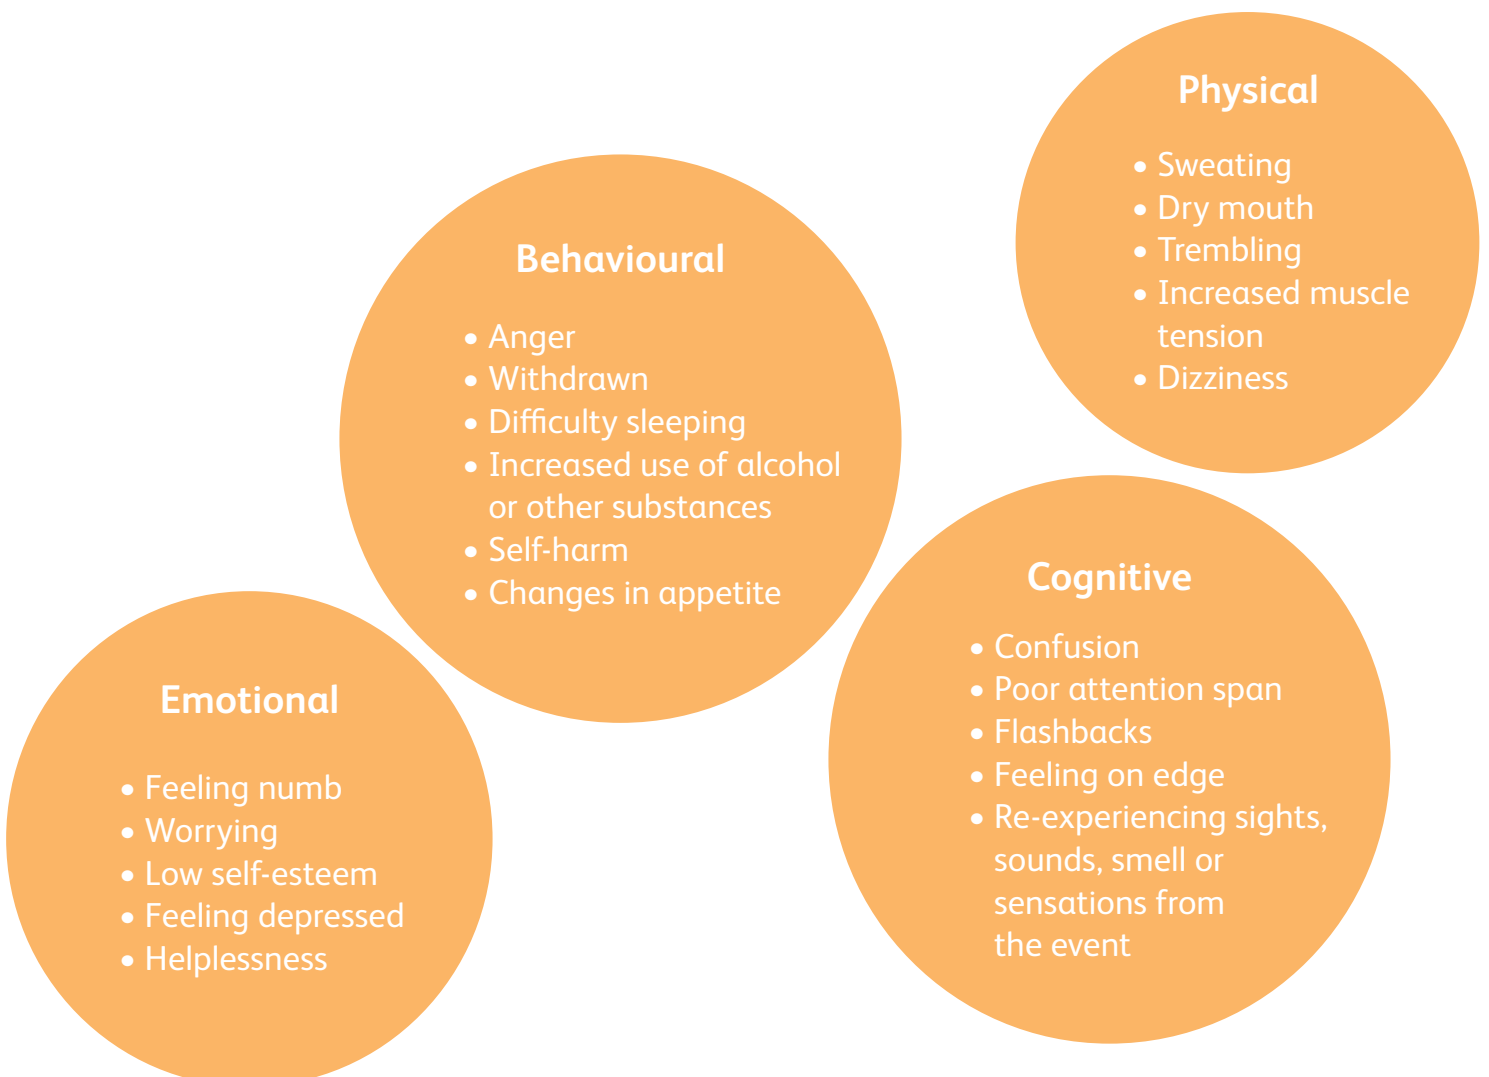 Physical
• Sweating
• Dry mouth
• Trembling
• Increased muscle
tension
• Dizziness
Behavioural
• Anger
• Withdrawn
• Difficulty sleeping
• Increased use of alcohol
or other substances
• Self-harm
• Changes in appetite
Cognitive
• Confusion
• Poor attention span
• Flashbacks
• Feeling on edge
• Re-experiencing sights,
sounds, smell or
sensations from
the event
Emotional
• Feeling numb
• Worrying
• Low self-esteem
• Feeling depressed
• Helplessness